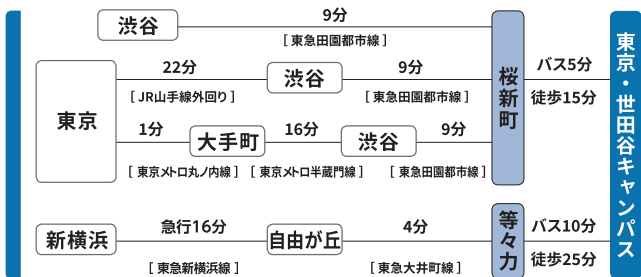 渋谷
9分
[ 東急田園都市線 ]
東京
22分
[ JR山手線外回り ]
渋谷
9分
[ 東急田園都市線 ]
1分
[ 東京メトロ丸ノ内線 ]
大手町
16分
[ 東京メトロ半蔵門線 ]
渋谷
9分
[ 東急田園都市線 ]
桜新町
バス5分
徒歩15分
新横浜
急行16分
[ 東急新横浜線 ]
自由が丘
4分
[ 東急大井町線 ]
等々力
バス10分
徒歩25分
東京・世田谷キャンパス